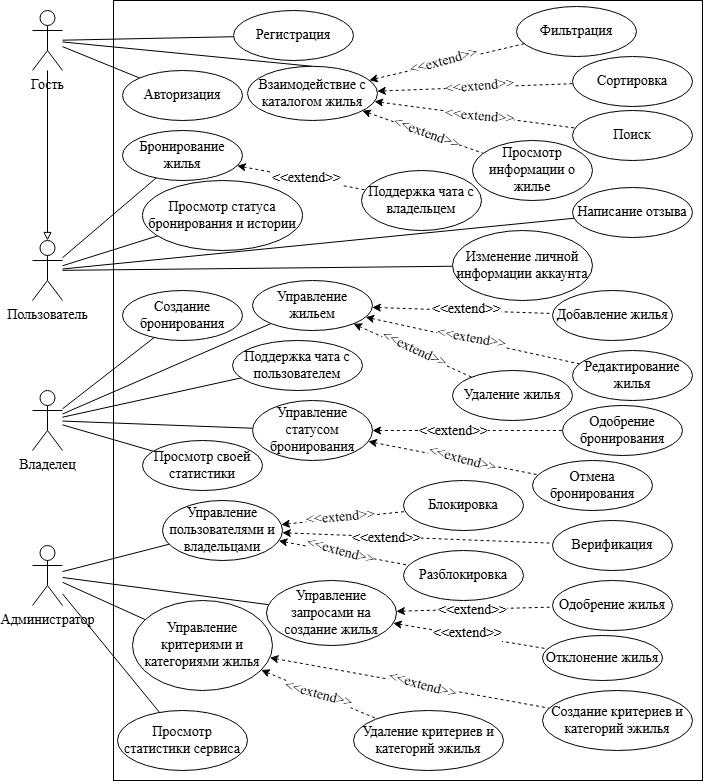 Гость
Регистрация
Авторизация
Взаимодействие с
каталогом жилья
<<extend>>
Фильтрация
<<extend>>
Сортировка
<<extend>>
Поиск
<<extend>>
Просмотр
информации о
жилье
Бронирование
жилья
<<extend>>
Поддержка чата с
владельцем
Просмотр статуса
бронирования и истории
Написание отзыва
Пользователь
Изменение личной
информации аккаунта
Создание
бронирования
Управление
жильем
<<extend>>
Добавление жилья
<<extend>>
Редактирование
жилья
<<extend>>
Удаление жилья
Поддержка чата с
пользователем
Владелец
Управление
статусом
бронирования
<<extend>>
Одобрение
бронирования
<<extend>>
Отмена
бронирования
Просмотр своей
статистики
Управление
пользователями и
владельцами
<<extend>>
Блокировка
<<extend>>
Верификация
<<extend>>
Разблокировка
Администратор
Управление
запросами на
создание жилья
<<extend>>
Одобрение жилья
<<extend>>
Отклонение жилья
Управление
критериями и
категориями жилья
<<extend>>
Создание критериев и
категорий эжилья
<<extend>>
Удаление критериев и
категорий эжилья
Просмотр
статистики сервиса